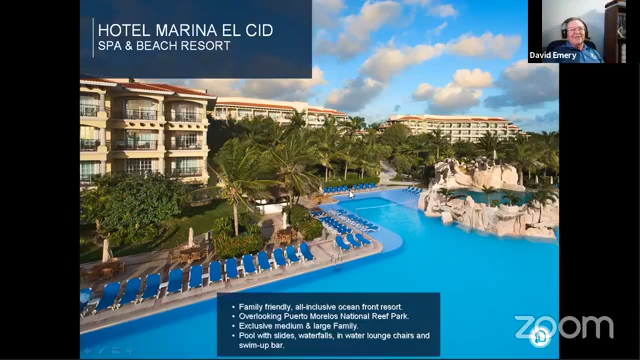 HOTEL MARINA EL CID
SPA & BEACH RESORT
David Emery
• Family friendly, all-inclusive ocean front resort.
• Overlooking Puerto Morelos National Reef Park.
• Exclusive medium & large Family.
• Pool with slides, waterfalls, in water lounge chairs and
swim-up bar.
zoom